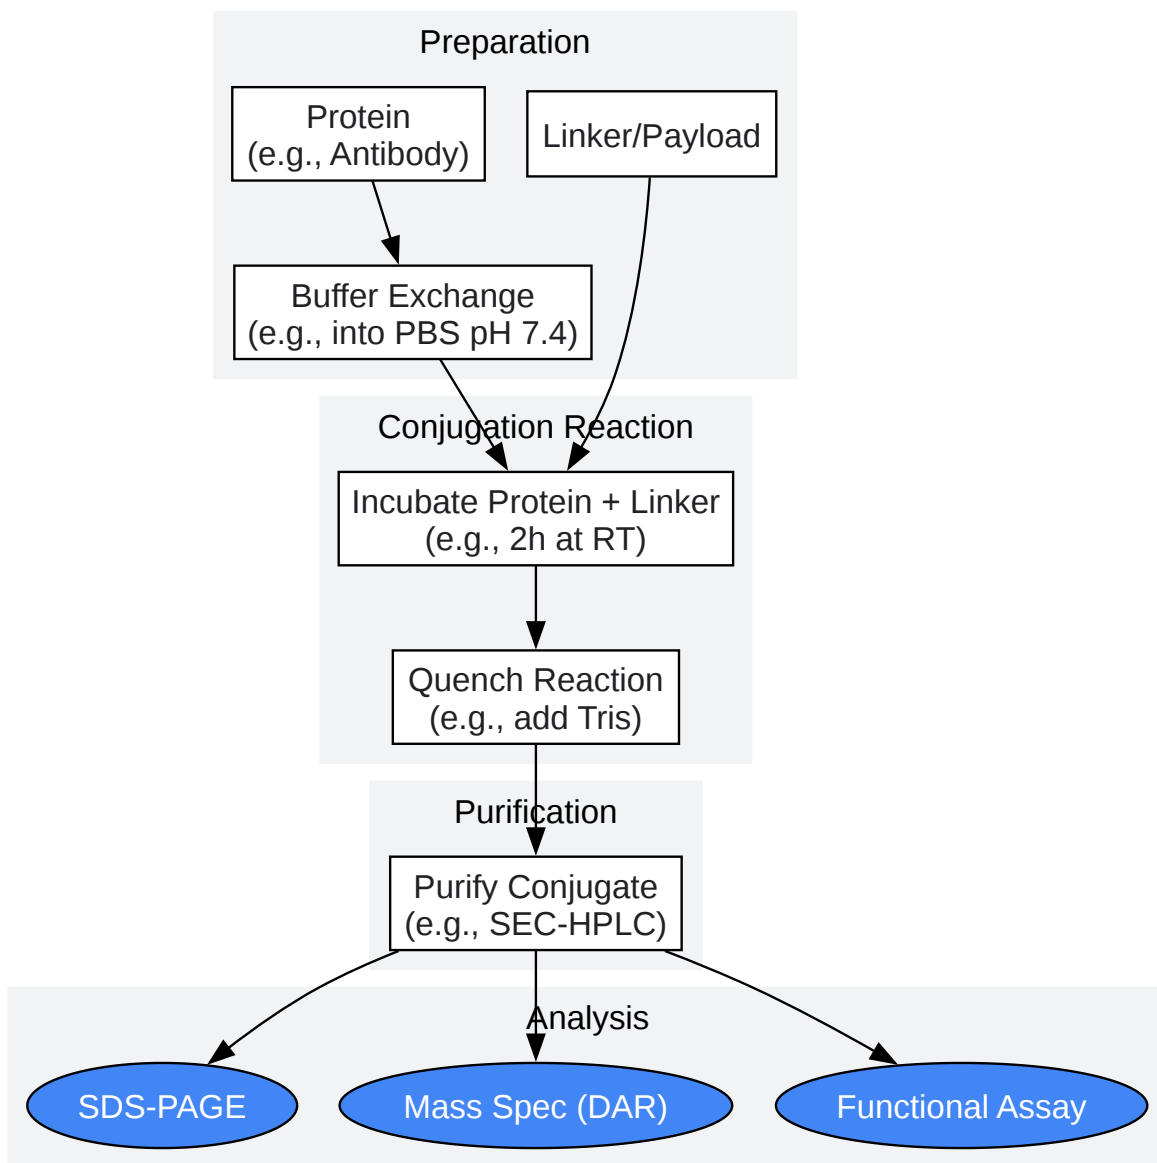 Preparation
Protein
(e.g., Antibody)
Linker/Payload
Buffer Exchange
(e.g., into PBS pH 7.4)
Conjugation Reaction
Incubate Protein + Linker
(e.g., 2h at RT)
Quench Reaction
(e.g., add Tris)
Purification
Purify Conjugate
(e.g., SEC-HPLC)
Analysis
SDS-PAGE
Mass Spec (DAR)
Functional Assay